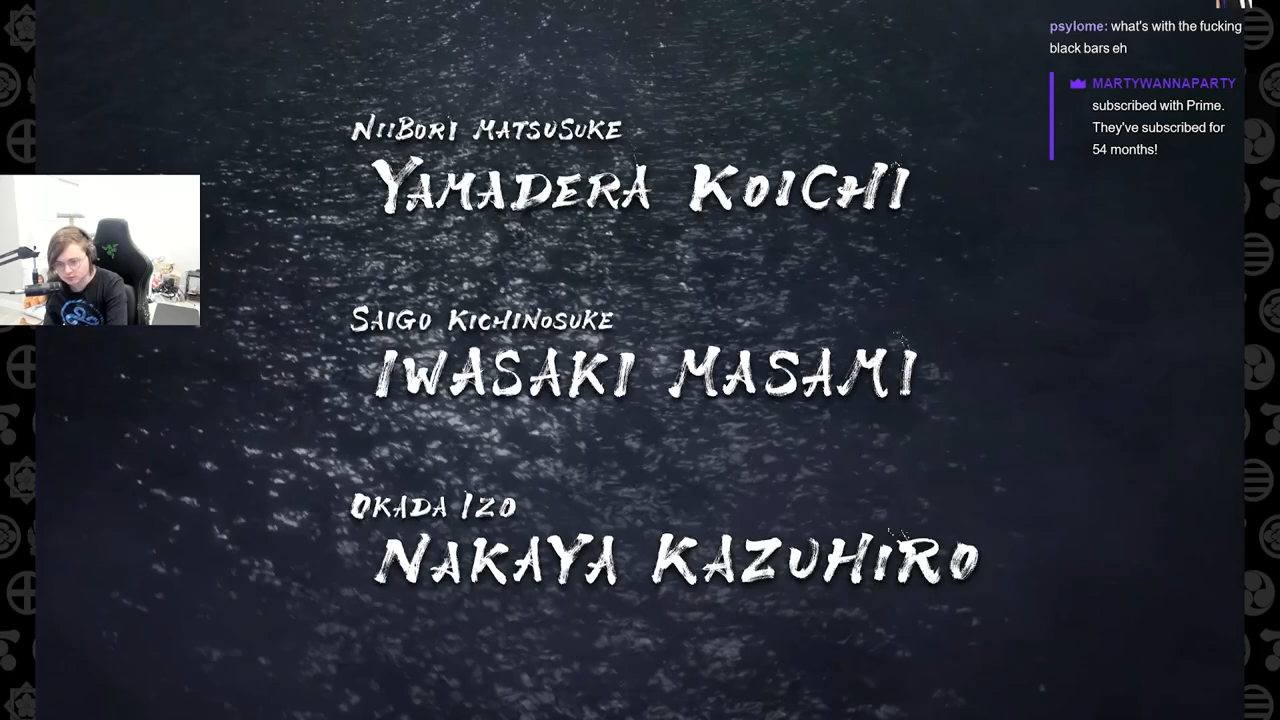 psylome: what's with the fucking
black bars eh
MARTYWANNAPARTY
subscribed with Prime.
They've subscribed for
54 months!
NIIBORI MATSUSUKE
YAMADERA KOICHI
SAIGO KICHINOSUKE
IWASAKI MASAMI
OKADA IZO
NAKAYA KAZUHIRO